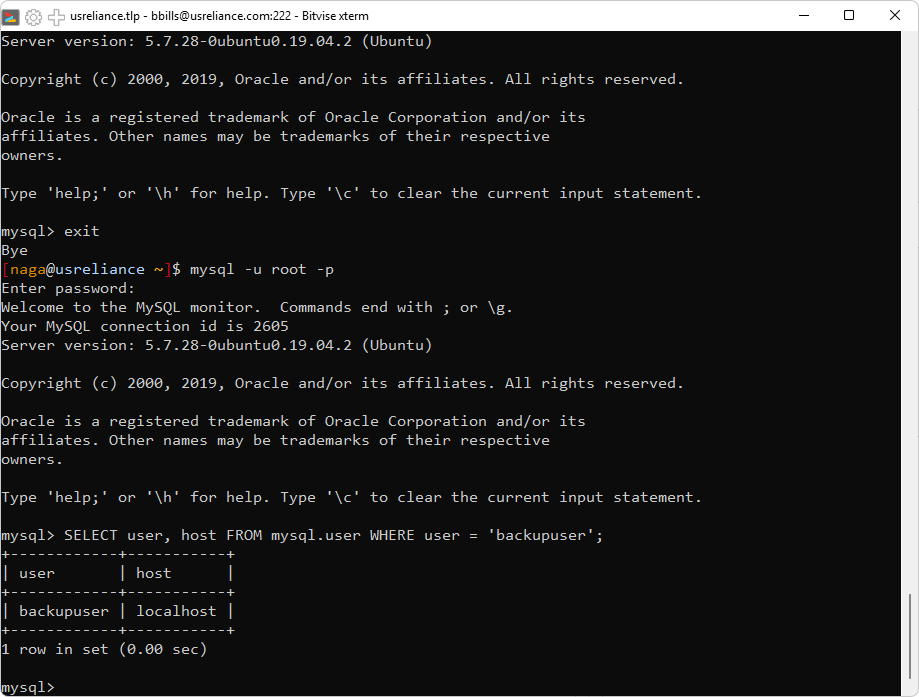 usreliance.tlp - bbills@usreliance.com:222 - Bitvise xterm
Server version: 5.7.28-0ubuntu0.19.04.2 (Ubuntu)
Copyright (c) 2000, 2019, Oracle and/or its affiliates. All rights reserved.
Oracle is a registered trademark of Oracle Corporation and/or its
affiliates. Other names may be trademarks of their respective
owners.
Type 'help;' or '\h' for help. Type '\c' to clear the current input statement.
mysql> exit
Bye
[naga@usreliance ~]$ mysql -u root -p
Enter password:
Welcome to the MySQL monitor.  Commands end with ; or \g.
Your MySQL connection id is 2605
Server version: 5.7.28-0ubuntu0.19.04.2 (Ubuntu)
Copyright (c) 2000, 2019, Oracle and/or its affiliates. All rights reserved.
Oracle is a registered trademark of Oracle Corporation and/or its
affiliates. Other names may be trademarks of their respective
owners.
Type 'help;' or '\h' for help. Type '\c' to clear the current input statement.
mysql> SELECT user, host FROM mysql.user WHERE user = 'backupuser';
+------------+-----------+
| user       | host      |
+------------+-----------+
| backupuser | localhost |
+------------+-----------+
1 row in set (0.00 sec)
mysql>